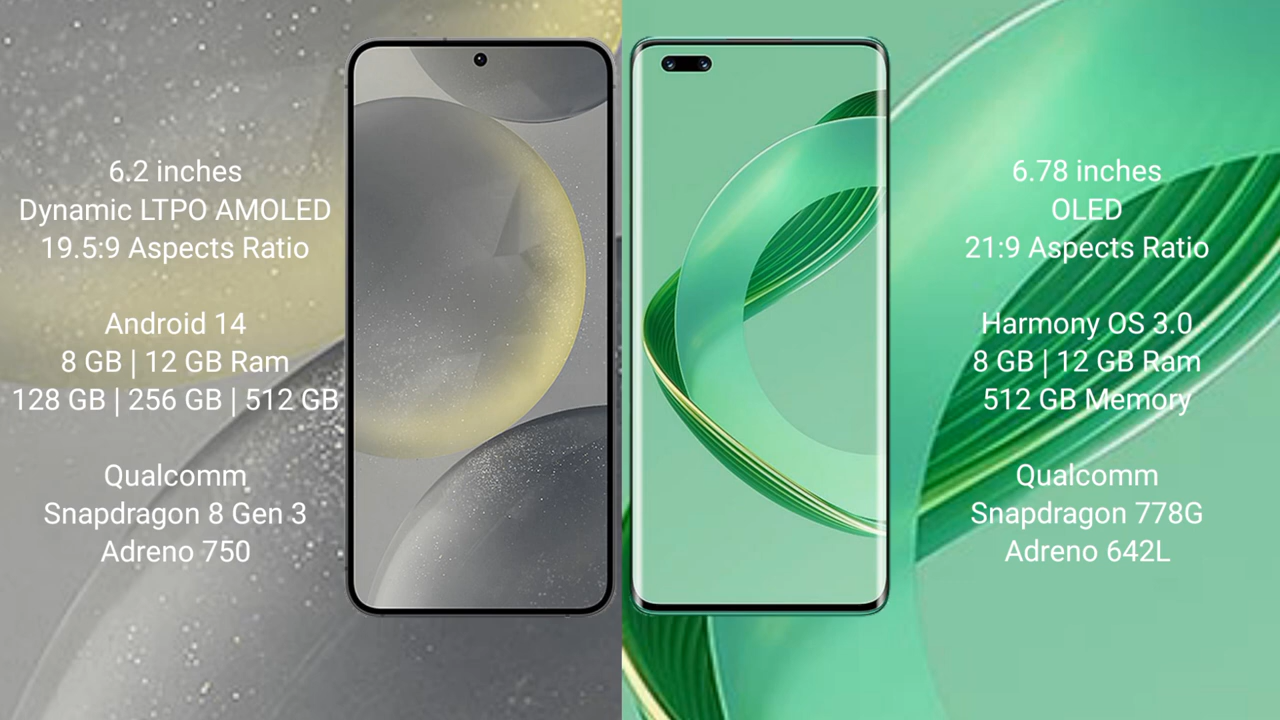 6.2 inches
Dynamic LTPO AMOLED
19.5:9 Aspects Ratio
Android 14
8 GB | 12 GB Ram
128 GB | 256 GB | 512 GB
Qualcomm
Snapdragon 8 Gen 3
Adreno 750
6.78 inches
OLED
21:9 Aspects Ratio
Harmony OS 3.0
8 GB | 12 GB Ram
512 GB Memory
Qualcomm
Snapdragon 778G
Adreno 642L